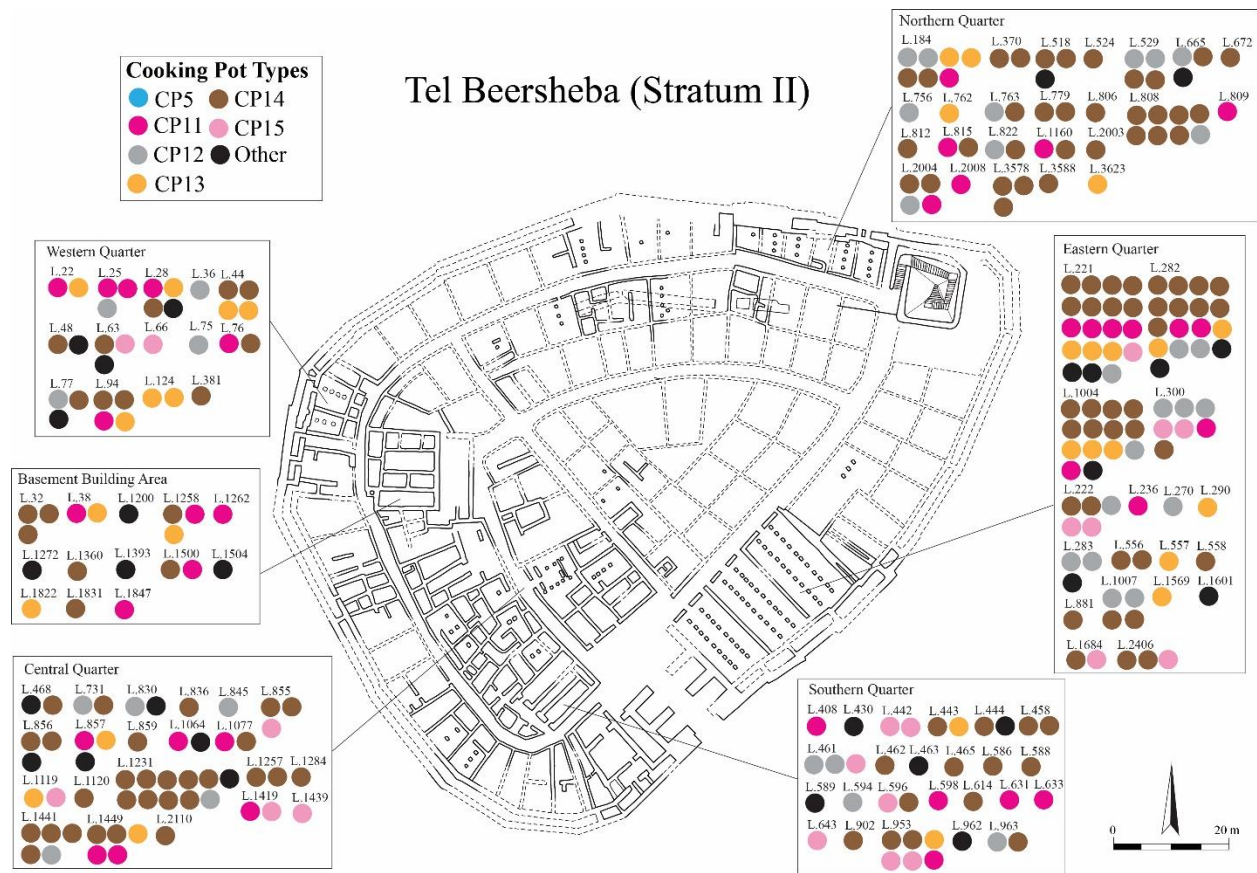 Tel Beersheba (Stratum II)
Cooking Pot Types
CP5 CP14
CP11 CP15
CP12 Other
CP13
Northern Quarter
L.184 L.370 L.518 L.524 L.529 L.665 L.672
L.756 L.762 L.763 L.779 L.806 L.808 L.809
L.812 L.815 L.822 L.1160 L.2003
L.2004 L.2008 L.3578 L.3588 L.3623
Western Quarter
L.22 L.25 L.28 L.36 L.44
L.48 L.63 L.66 L.75 L.76
L.77 L.94 L.124 L.381
Eastern Quarter
L.221 L.282
L.1004 L.300
L.222 L.236 L.270 L.290
L.283 L.556 L.557 L.558
L.1007 L.1569 L.1601
L.881
L.1684 L.2406
Basement Building Area
L.32 L.38 L.1200 L.1258 L.1262
L.1272 L.1360 L.1393 L.1500 L.1504
L.1822 L.1831 L.1847
Central Quarter
L.468 L.731 L.830 L.836 L.845 L.855
L.856 L.857 L.859 L.1064 L.1077
L.1119 L.1120 L.1231 L.1257 L.1284
L.1419 L.1439
L.1441 L.1449 L.2110
Southern Quarter
L.408 L.430 L.442 L.443 L.444 L.458
L.461 L.462 L.463 L.465 L.586 L.588
L.589 L.594 L.596 L.598 L.614 L.631 L.633
L.643 L.902 L.953 L.962 L.963
0 20 m